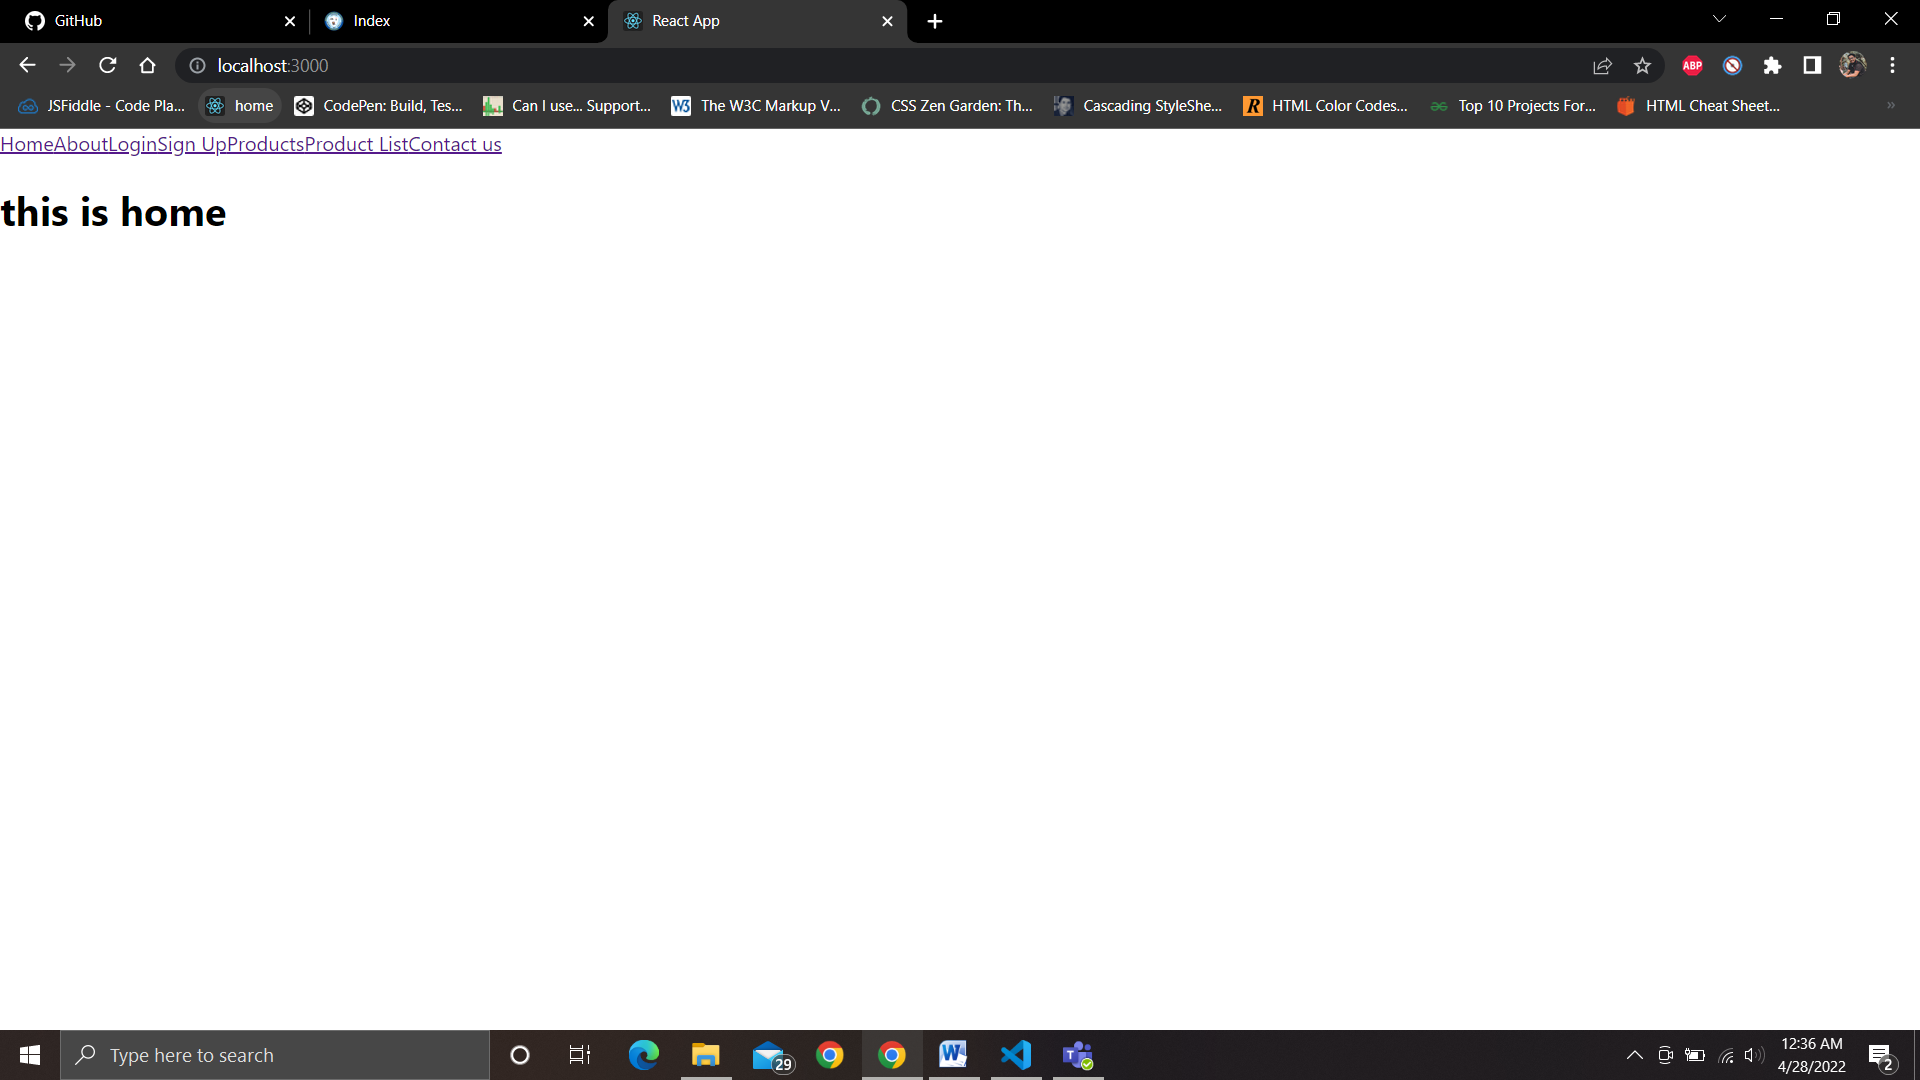 GitHub
Index
React App
localhost:3000
ABP
JSFiddle - Code Pla...
home
CodePen: Build, Tes...
Can I use... Support...
W3
The W3C Markup V...
CSS Zen Garden: Th...
Cascading StyleShe...
R
HTML Color Codes...
Top 10 Projects For...
HTML Cheat Sheet...
»
HomeAboutLoginSign UpProductsProduct ListContact us
this is home
Type here to search
29
W
T
12:36 AM
4/28/2022
2